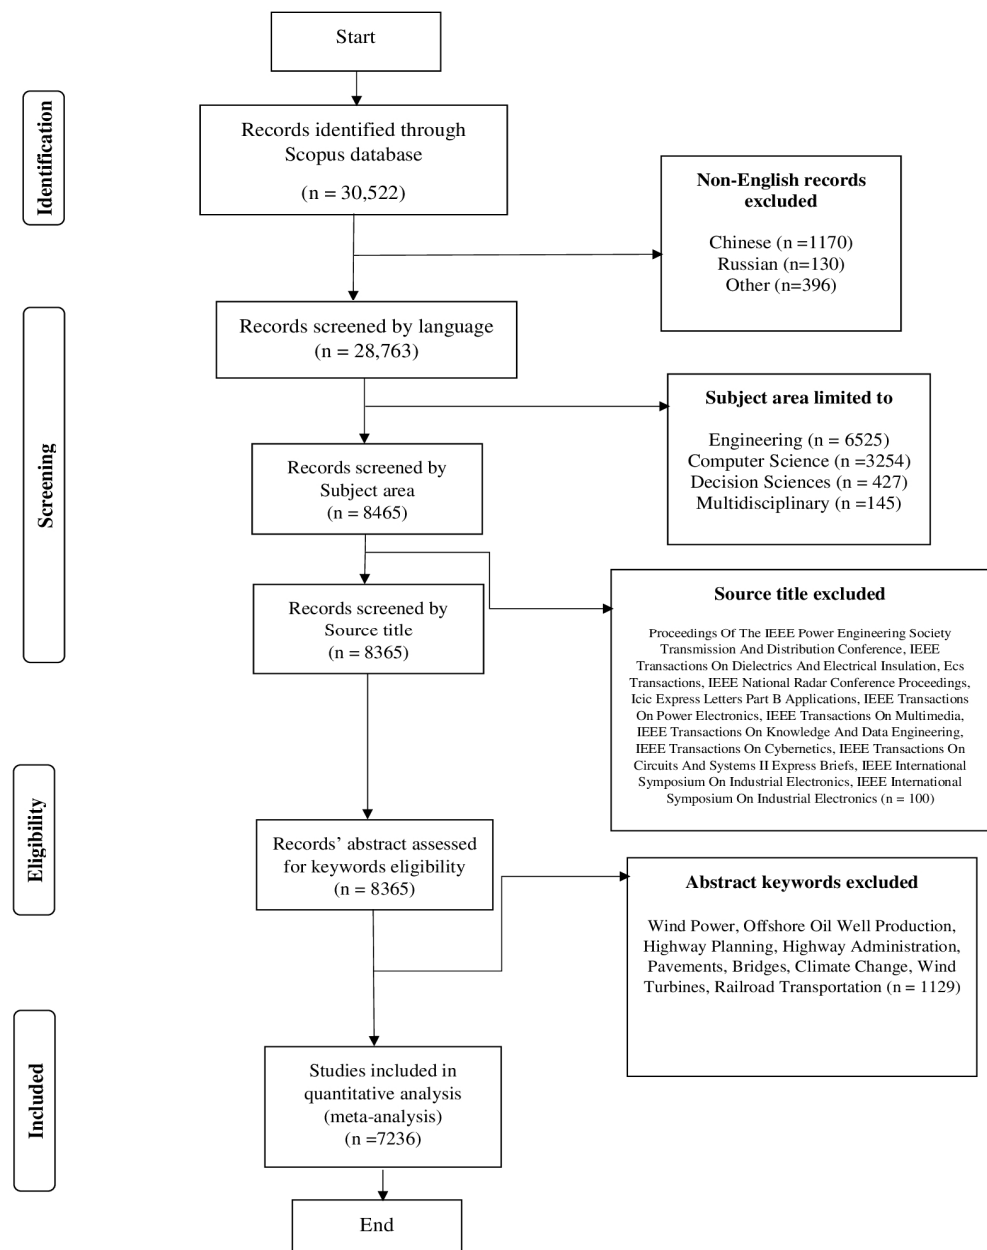 Start
Identification
Records identified through
Scopus database
(n = 30,522)
Non-English records
excluded
Chinese (n =1170)
Russian (n=130)
Other (n=396)
Screening
Records screened by language
(n = 28,763)
Subject area limited to
Engineering (n = 6525)
Computer Science (n =3254)
Decision Sciences (n = 427)
Multidisciplinary (n =145)
Records screened by
Subject area
(n = 8465)
Records screened by
Source title
(n = 8365)
Source title excluded
Proceedings Of The IEEE Power Engineering Society
Transmission And Distribution Conference, IEEE
Transactions On Dielectrics And Electrical Insulation, Ecs
Transactions, IEEE National Radar Conference Proceedings,
Icic Express Letters Part B Applications, IEEE Transactions
On Power Electronics, IEEE Transactions On Multimedia,
IEEE Transactions On Knowledge And Data Engineering,
IEEE Transactions On Cybernetics, IEEE Transactions On
Circuits And Systems II Express Briefs, IEEE International
Symposium On Industrial Electronics, IEEE International
Symposium On Industrial Electronics (n = 100)
Eligibility
Records’ abstract assessed
for keywords eligibility
(n = 8365)
Abstract keywords excluded
Wind Power, Offshore Oil Well Production,
Highway Planning, Highway Administration,
Pavements, Bridges, Climate Change, Wind
Turbines, Railroad Transportation (n = 1129)
Included
Studies included in
quantitative analysis
(meta-analysis)
(n =7236)
End